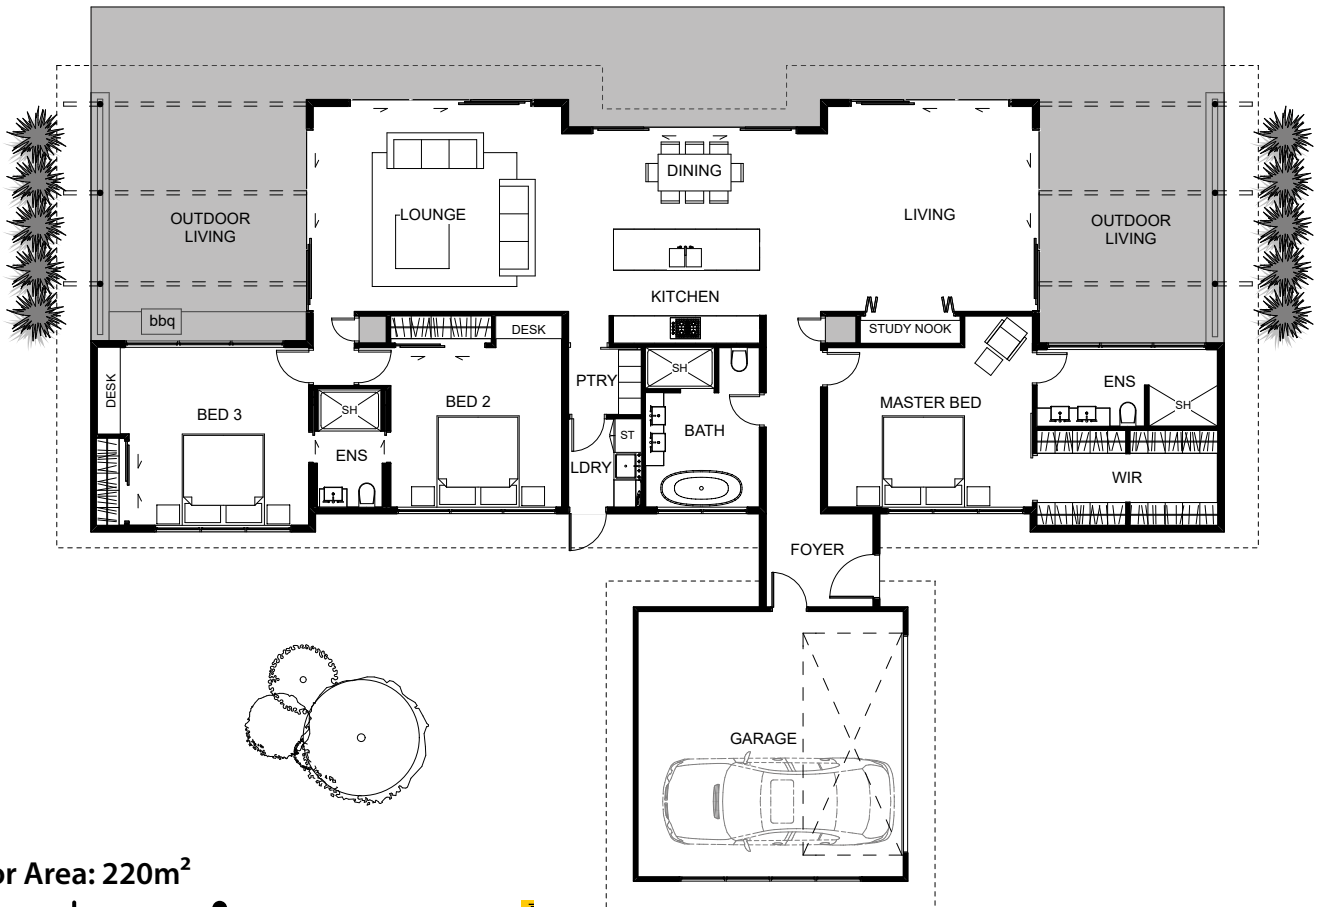 DINING
LOUNGE
LIVING
OUTDOOR
LIVING
OUTDOOR
LIVING
KITCHEN
bbq
DESK
STUDY NOOK
SH
PTRY
ENS
DESK
BED 3
SH
BED 2
MASTER BED
SH
ST
BATH
ENS
LDRY
WIR
FOYER
GARAGE
Area: 220m²